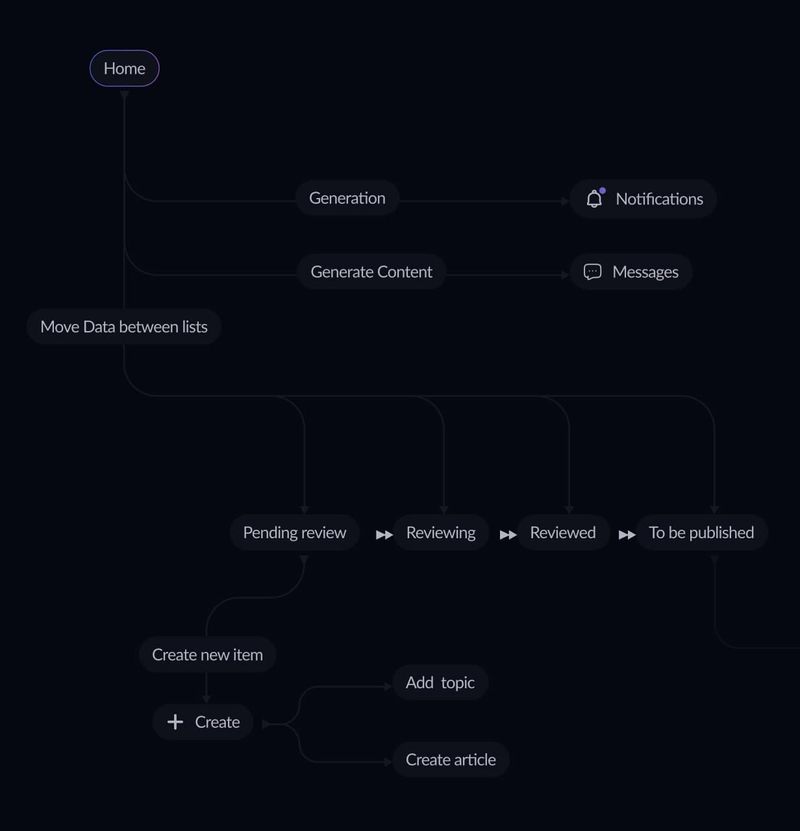 Home
Generation
Notifications
Generate Content
Messages
Move Data between lists
Pending review
Reviewing
Reviewed
To be published
Create new item
Add topic
Create
Create article